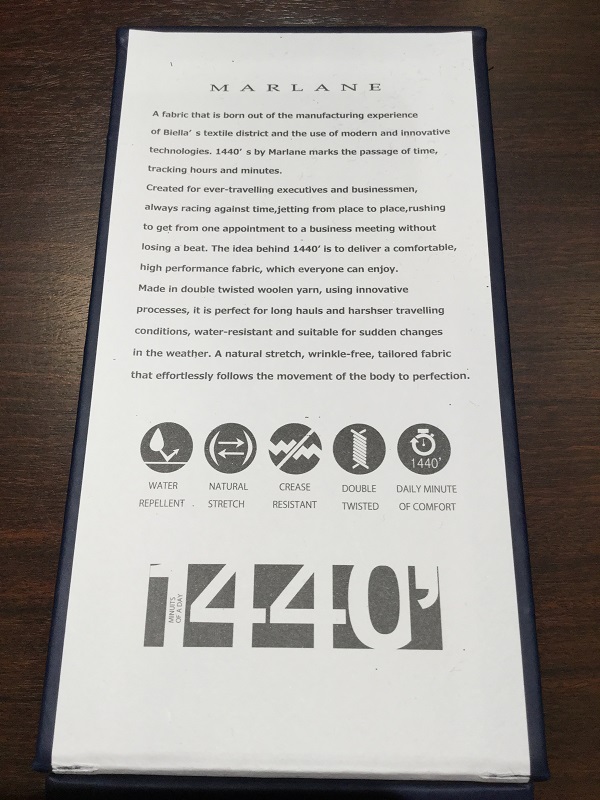 MARLANE
A fabric that is born out of the manufacturing experience
of Biella' s textile district and the use of modern and innovative
technologies. 1440' s by Marlane marks the passage of time,
tracking hours and minutes.
Created for ever-travelling executives and businessmen,
always racing against time,jetting from place to place,rushing
to get from one appointment to a business meeting without
losing a beat. The idea behind 1440' is to deliver a comfortable,
high performance fabric, which everyone can enjoy.
Made in double twisted woolen yarn, using innovative
processes, it is perfect for long hauls and harshser travelling
conditions, water-resistant and suitable for sudden changes
in the weather. A natural stretch, wrinkle-free, tailored fabric
that effortlessly follows the movement of the body to perfection.
1440'
WATER
REPELLENT
NATURAL
STRETCH
CREASE
RESISTANT
DOUBLE
TWISTED
DAILY MINUTE
OF COMFORT
1440'
MINUITS
OF A DAY